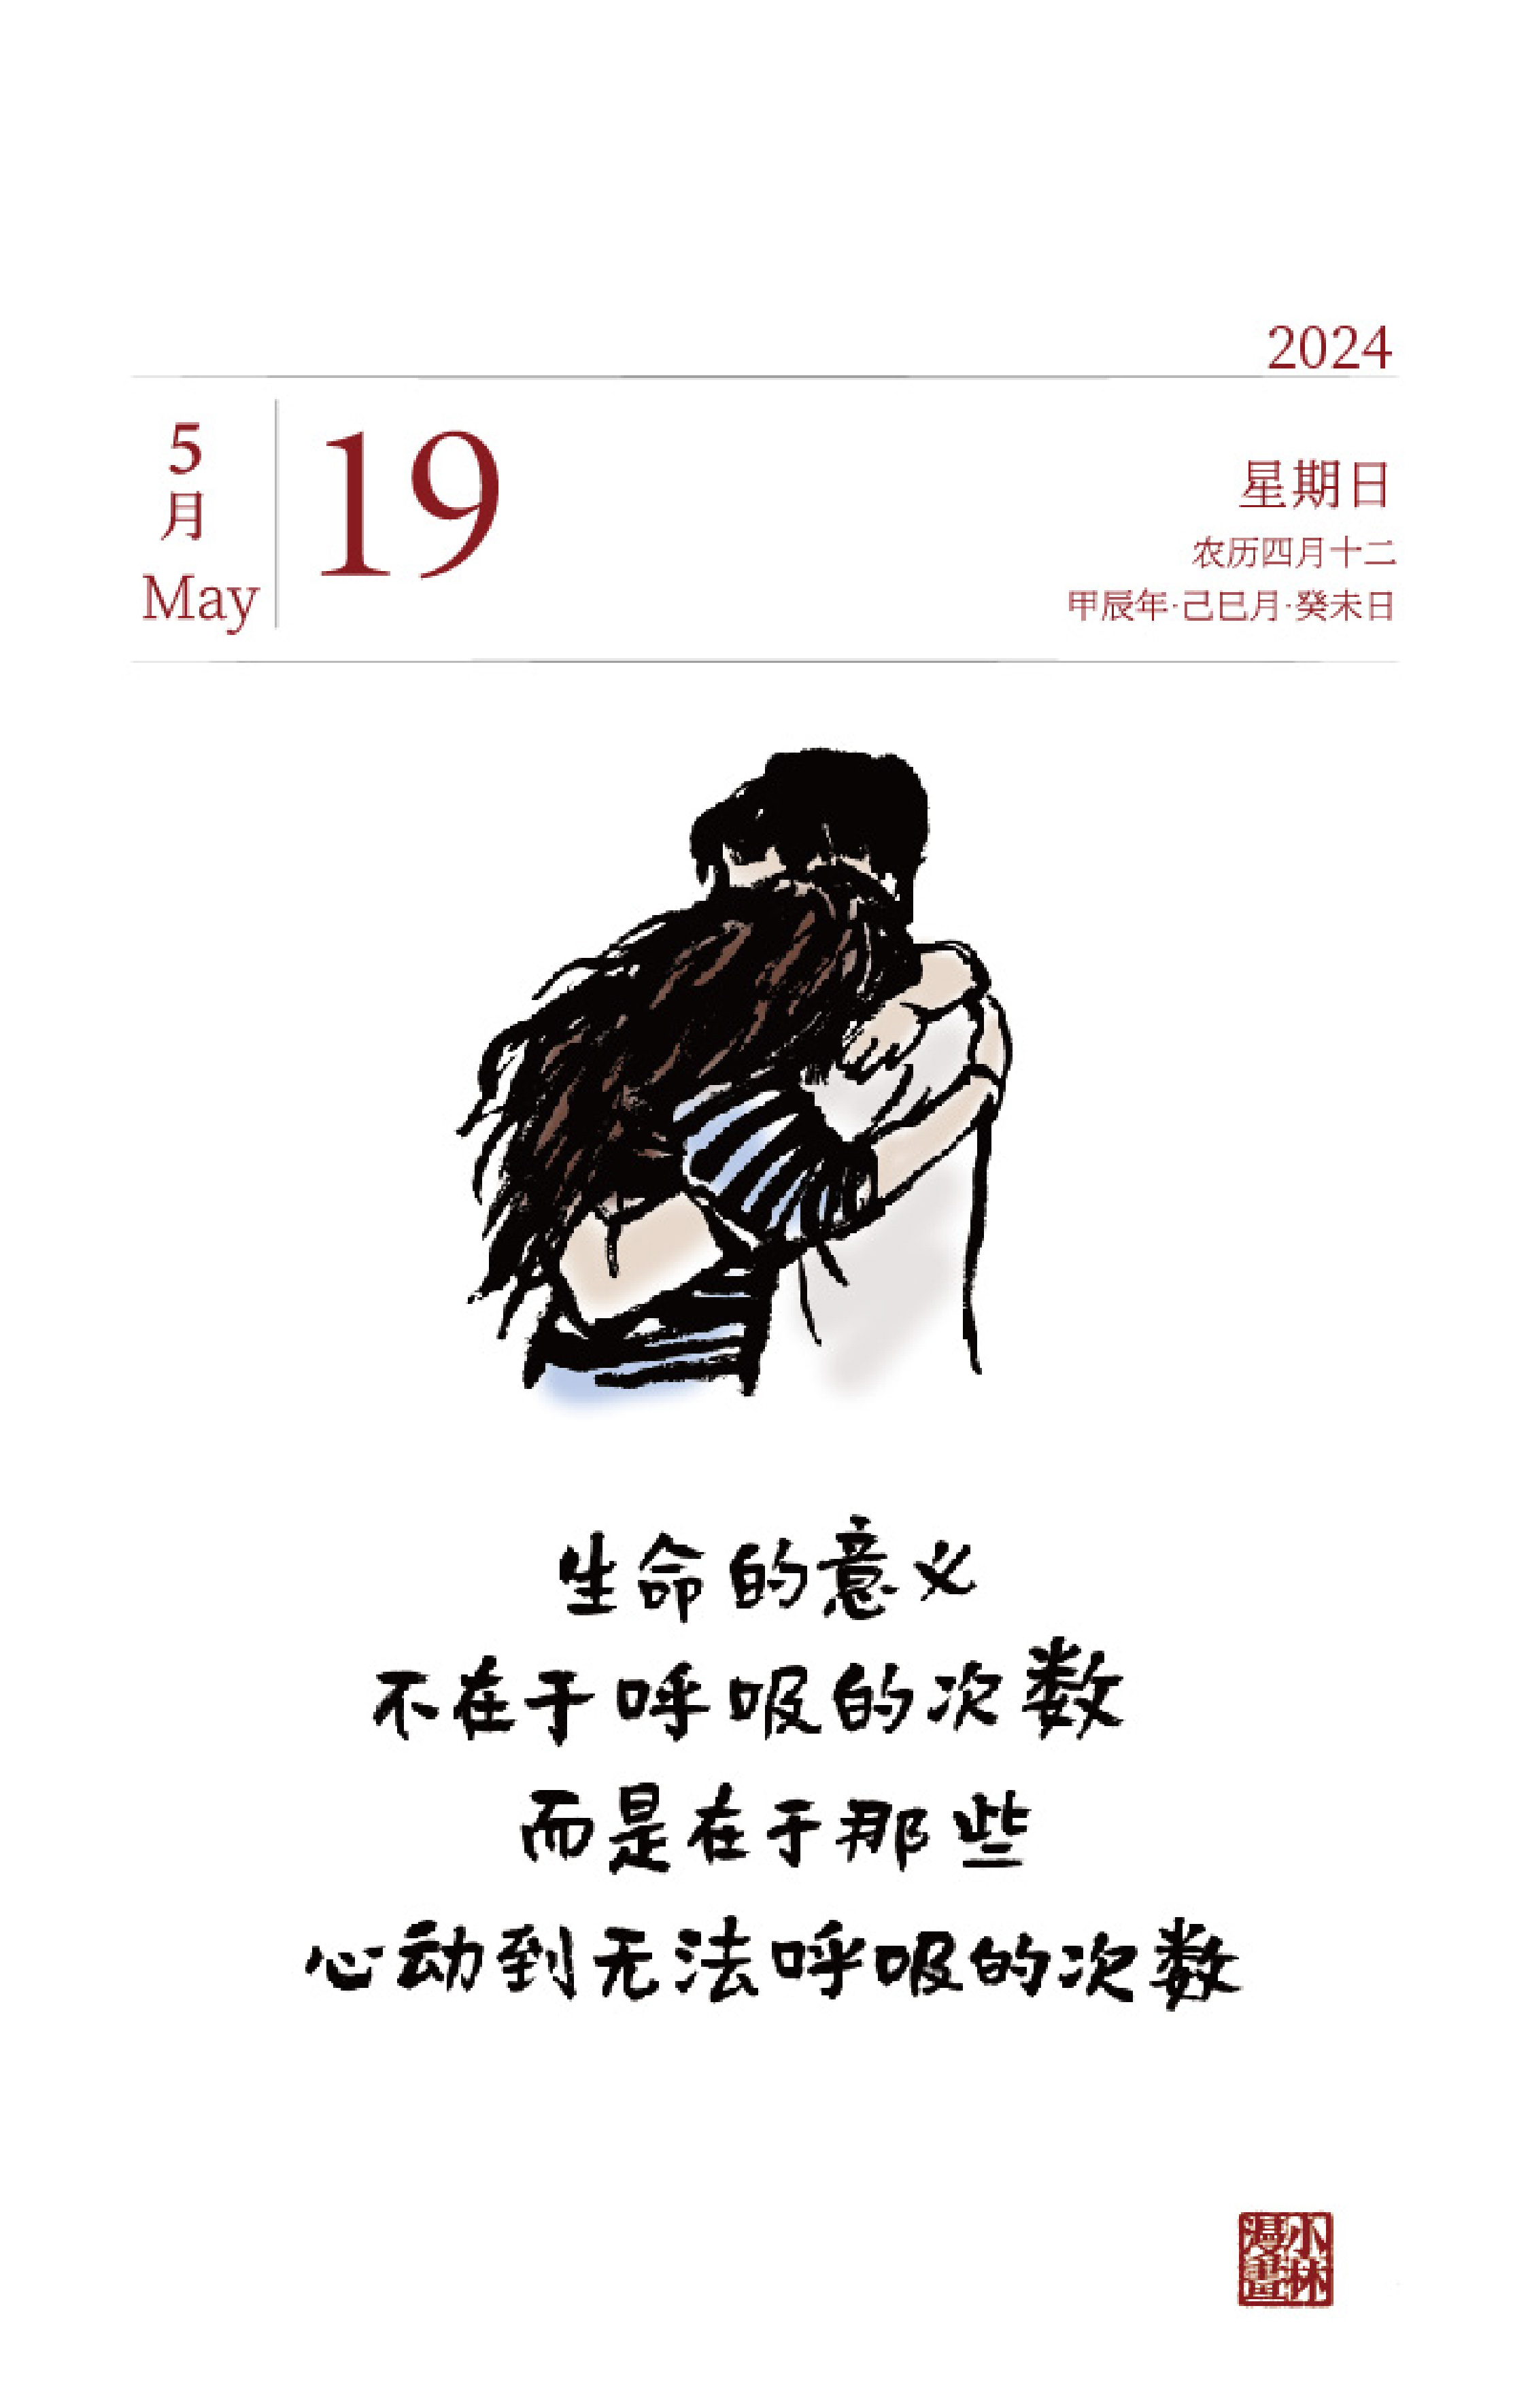 2024
5
月
May
19
星期日
农历四月十二
甲辰年·己巳月·癸未日
生命的意义
不在于呼吸的次数
而是在于那些
心动到无法呼吸的次数
小林
漫畫